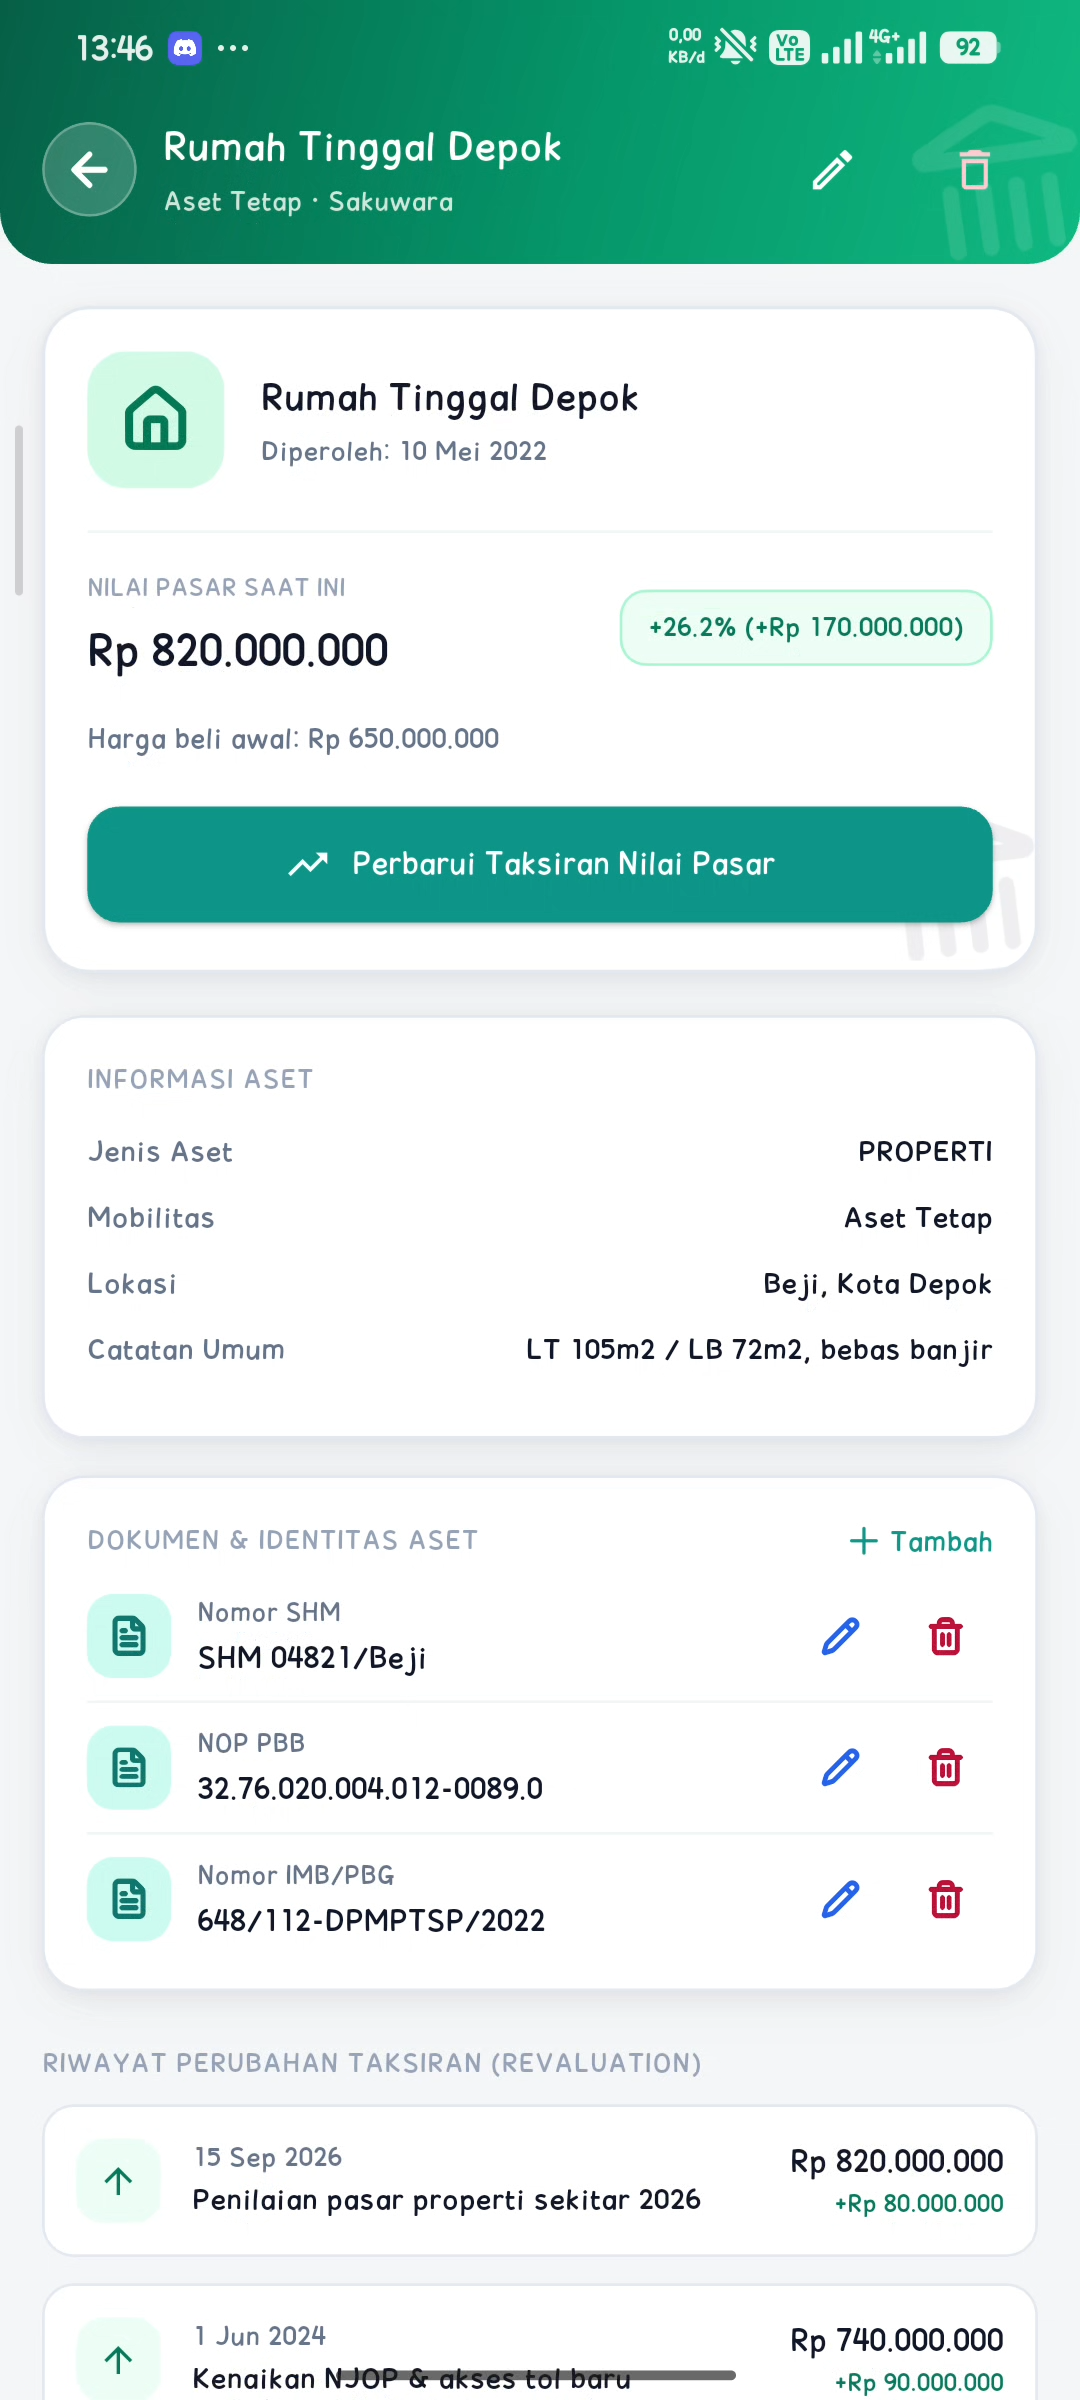 13:46
0,00
KB/d
Vo
LTE
4G+
92
Rumah Tinggal Depok
Aset Tetap · Sakuwara
Rumah Tinggal Depok
Diperoleh: 10 Mei 2022
NILAI PASAR SAAT INI
Rp 820.000.000
+26.2% (+Rp 170.000.000)
Harga beli awal: Rp 650.000.000
Perbarui Taksiran Nilai Pasar
INFORMASI ASET
Jenis Aset PROPERTI
Mobilitas Aset Tetap
Lokasi Beji, Kota Depok
Catatan Umum LT 105m2 / LB 72m2, bebas banjir
DOKUMEN & IDENTITAS ASET
Tambah
Nomor SHM
SHM 04821/Beji
NOP PBB
32.76.020.004.012-0089.0
Nomor IMB/PBG
648/112-DPMPTSP/2022
RIWAYAT PERUBAHAN TAKSIRAN (REVALUATION)
15 Sep 2026
Penilaian pasar properti sekitar 2026
Rp 820.000.000
+Rp 80.000.000
1 Jun 2024
Kenaikan NJOP & akses tol baru
Rp 740.000.000
+Rp 90.000.000